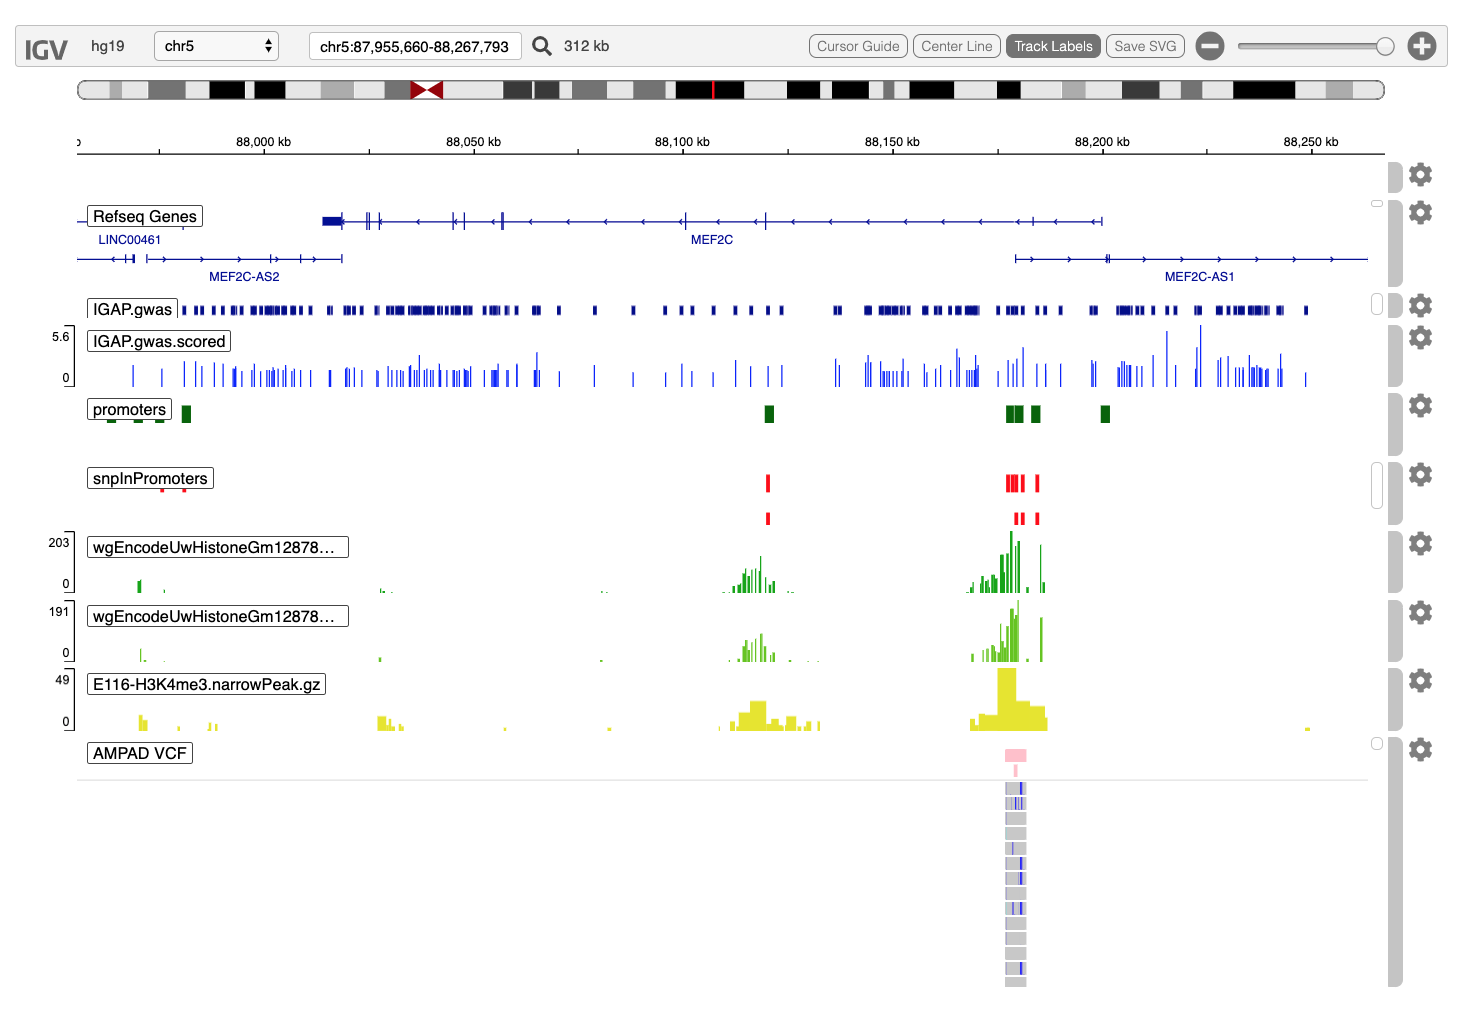 IGV hg19 chr5 chr5:87,955,660-88,267,793 312 kb Cursor Guide Center Line Track Labels Save SVG
88,000 kb 88,050 kb 88,100 kb 88,150 kb 88,200 kb 88,250 kb
Refseq Genes
LINC00461 MEF2C
MEF2C-AS2 MEF2C-AS1
IGAP.gwas
5.6 IGAP.gwas.scored
0
promoters
snpInPromoters
203 wgEncodeUwHistoneGm12878...
0
191 wgEncodeUwHistoneGm12878...
0
49 E116-H3K4me3.narrowPeak.gz
0
AMPAD VCF